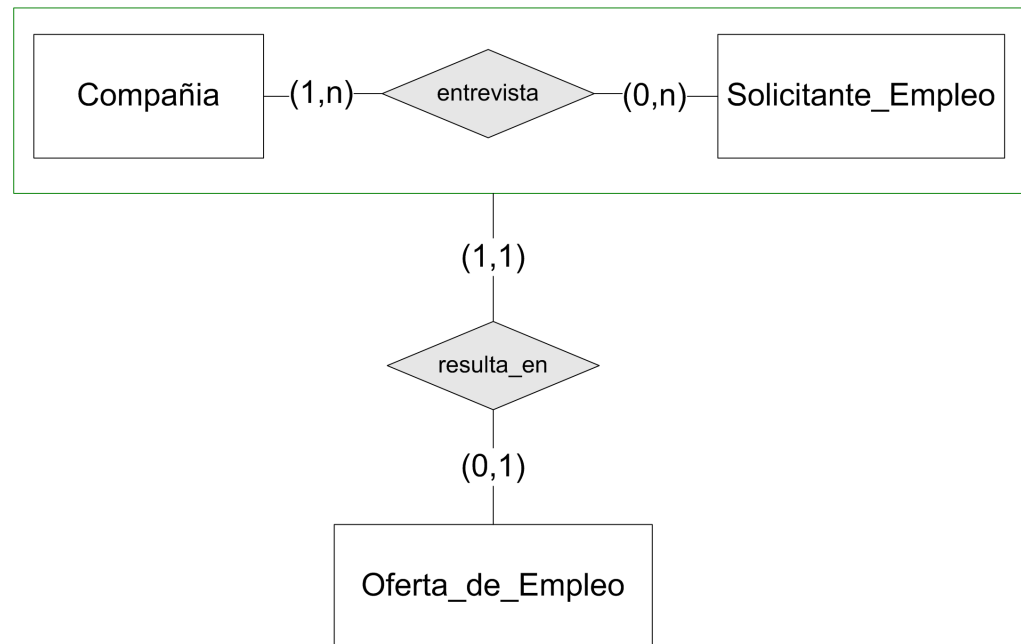 Compañia (1,n) entrevista (0,n) Solicitante_Empleo
(1,1)
resulta_en
(0,1)
Oferta_de_Empleo